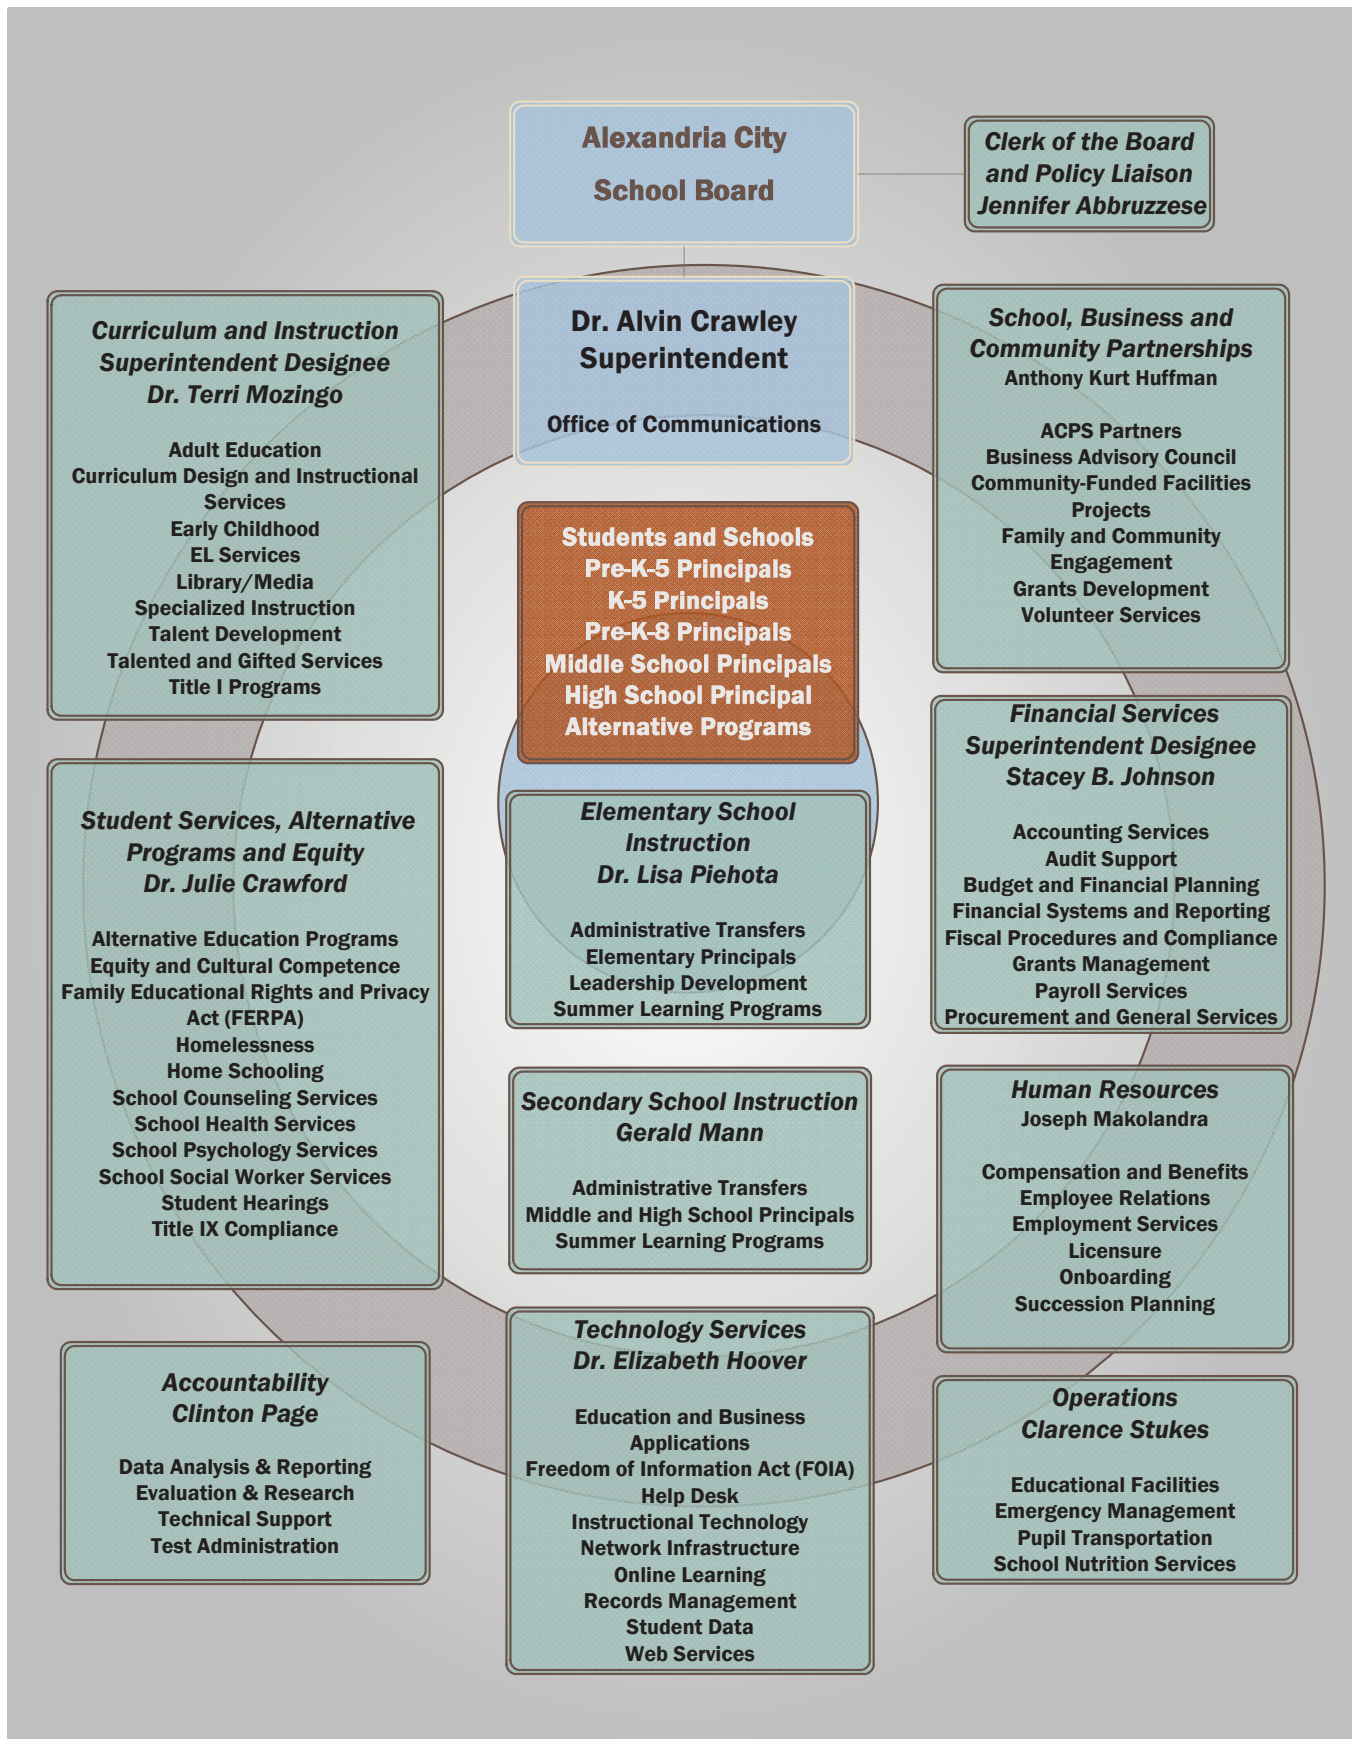 Alexandria City
School Board
Clerk of the Board
and Policy Liaison
Jennifer Abbruzzese
Dr. Alvin Crawley
Superintendent
Office of Communications
Curriculum and Instruction
Superintendent Designee
Dr. Terri Mozingo
Adult Education
Curriculum Design and Instructional
Services
Early Childhood
EL Services
Library/Media
Specialized Instruction
Talent Development
Talented and Gifted Services
Title I Programs
School, Business and
Community Partnerships
Anthony Kurt Huffman
ACPS Partners
Business Advisory Council
Community-Funded Facilities
Projects
Family and Community
Engagement
Grants Development
Volunteer Services
Students and Schools
Pre-K-5 Principals
K-5 Principals
Pre-K-8 Principals
Middle School Principals
High School Principal
Alternative Programs
Financial Services
Superintendent Designee
Stacey B. Johnson
Accounting Services
Audit Support
Budget and Financial Planning
Financial Systems and Reporting
Fiscal Procedures and Compliance
Grants Management
Payroll Services
Procurement and General Services
Student Services, Alternative
Programs and Equity
Dr. Julie Crawford
Alternative Education Programs
Equity and Cultural Competence
Family Educational Rights and Privacy
Act (FERPA)
Homelessness
Home Schooling
School Counseling Services
School Health Services
School Psychology Services
School Social Worker Services
Student Hearings
Title IX Compliance
Elementary School
Instruction
Dr. Lisa Piehota
Administrative Transfers
Elementary Principals
Leadership Development
Summer Learning Programs
Secondary School Instruction
Gerald Mann
Administrative Transfers
Middle and High School Principals
Summer Learning Programs
Human Resources
Joseph Makolandra
Compensation and Benefits
Employee Relations
Employment Services
Licensure
Onboarding
Succession Planning
Accountability
Clinton Page
Data Analysis & Reporting
Evaluation & Research
Technical Support
Test Administration
Technology Services
Dr. Elizabeth Hoover
Education and Business
Applications
Freedom of Information Act (FOIA)
Help Desk
Instructional Technology
Network Infrastructure
Online Learning
Records Management
Student Data
Web Services
Operations
Clarence Stukes
Educational Facilities
Emergency Management
Pupil Transportation
School Nutrition Services